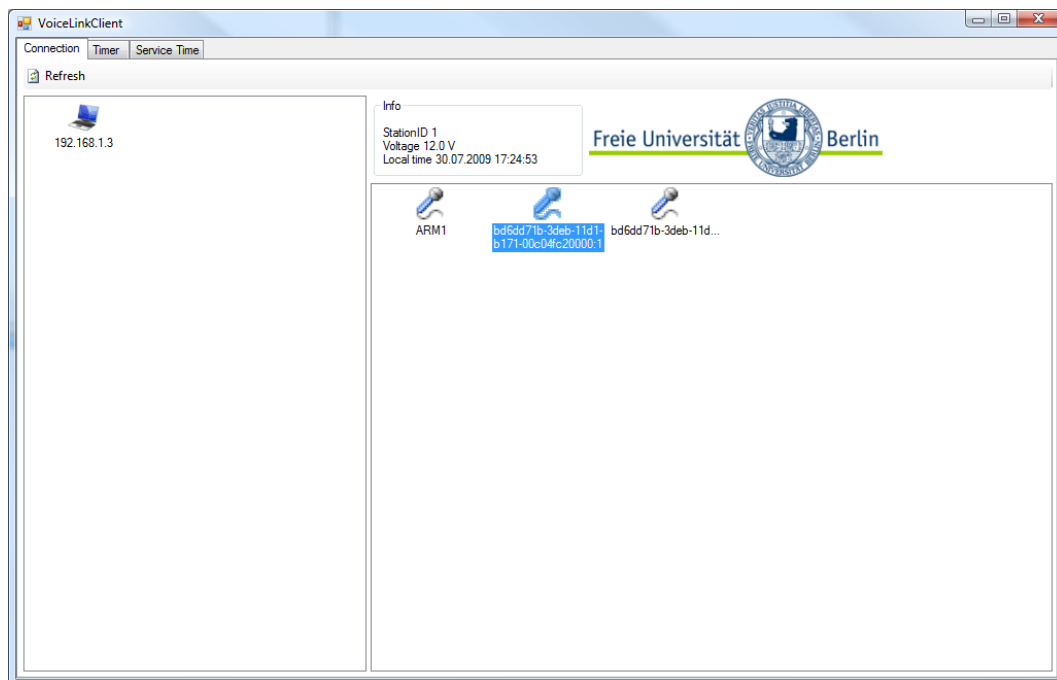 VoiceLinkClient
Connection Timer Service Time
Refresh
192.168.1.3
Info
StationID 1
Voltage 12.0 V
Local time 30.07.2009 17:24:53
Freie Universität Berlin
ARM1
bd6dd71b-3deb-11d1-
b171-00c04fc20000:1
bd6dd71b-3deb-11d...